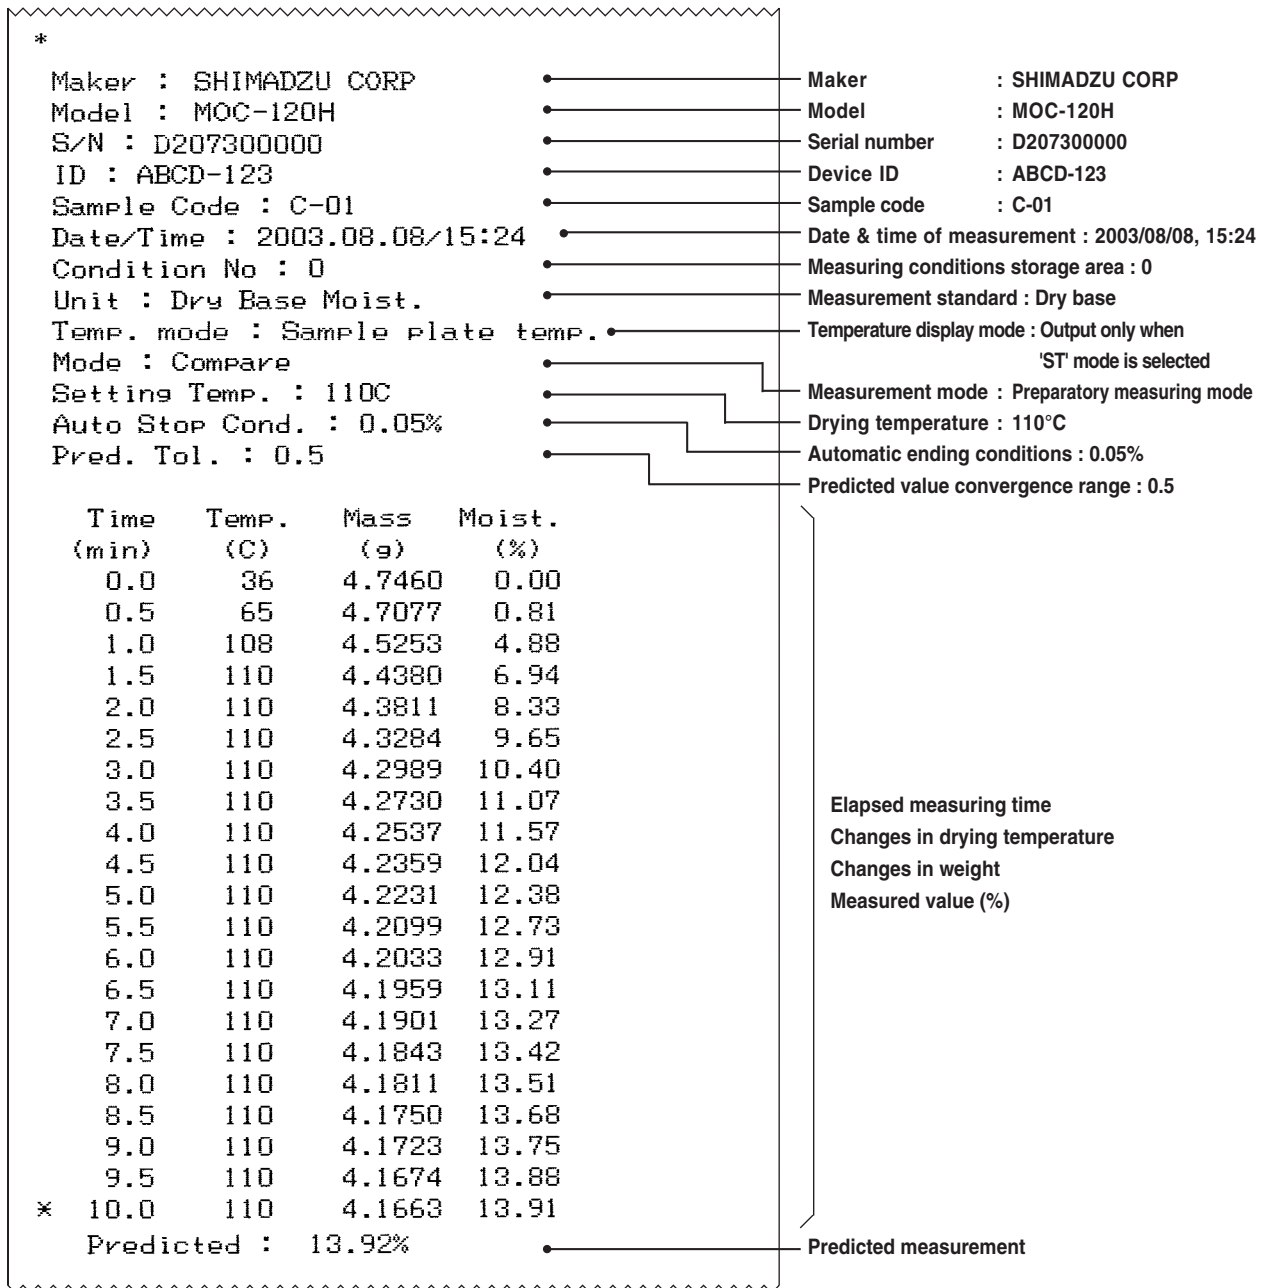 *
Maker : SHIMADZU CORP
Model : MOC-120H
S/N : D207300000
ID : ABCD-123
Sample Code : C-01
Date/Time : 2003.08.08/15:24
Condition No : 0
Unit : Dry Base Moist.
Temp. mode : Sample plate temp.
Mode : Compare
Setting Temp. : 110C
Auto Stop Cond. : 0.05%
Pred. Tol. : 0.5
Time Temp. Mass Moist.
(min) (C) (g) (%)
0.0 36 4.7460 0.00
0.5 65 4.7077 0.81
1.0 108 4.5253 4.88
1.5 110 4.4380 6.94
2.0 110 4.3811 8.33
2.5 110 4.3284 9.65
3.0 110 4.2989 10.40
3.5 110 4.2730 11.07
4.0 110 4.2537 11.57
4.5 110 4.2359 12.04
5.0 110 4.2231 12.38
5.5 110 4.2099 12.73
6.0 110 4.2033 12.91
6.5 110 4.1959 13.11
7.0 110 4.1901 13.27
7.5 110 4.1843 13.42
8.0 110 4.1811 13.51
8.5 110 4.1750 13.68
9.0 110 4.1723 13.75
9.5 110 4.1674 13.88
* 10.0 110 4.1663 13.91
Predicted : 13.92%
Maker : SHIMADZU CORP
Model : MOC-120H
Serial number : D207300000
Device ID : ABCD-123
Sample code : C-01
Date & time of measurement : 2003/08/08, 15:24
Measuring conditions storage area : 0
Measurement standard : Dry base
Temperature display mode : Output only when
'ST' mode is selected
Measurement mode : Preparatory measuring mode
Drying temperature : 110°C
Automatic ending conditions : 0.05%
Predicted value convergence range : 0.5
Elapsed measuring time
Changes in drying temperature
Changes in weight
Measured value (%)
Predicted measurement